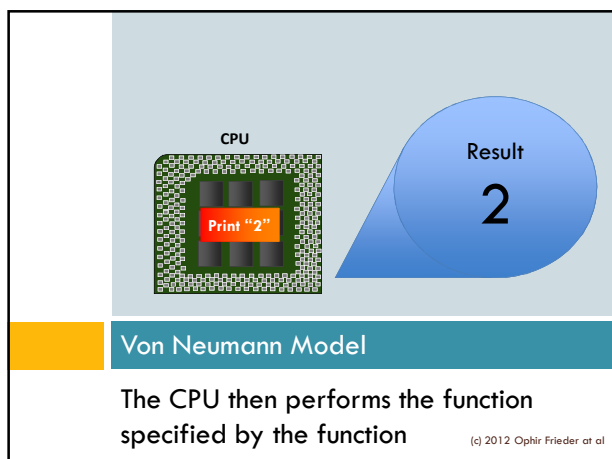 CPU
Print “2”
Result
2
Von Neumann Model
The CPU then performs the function
specified by the function
(c) 2012 Ophir Frieder at al